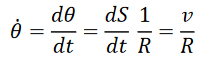 θ̇ = dθ/dt = dS/dt 1/R = v/R